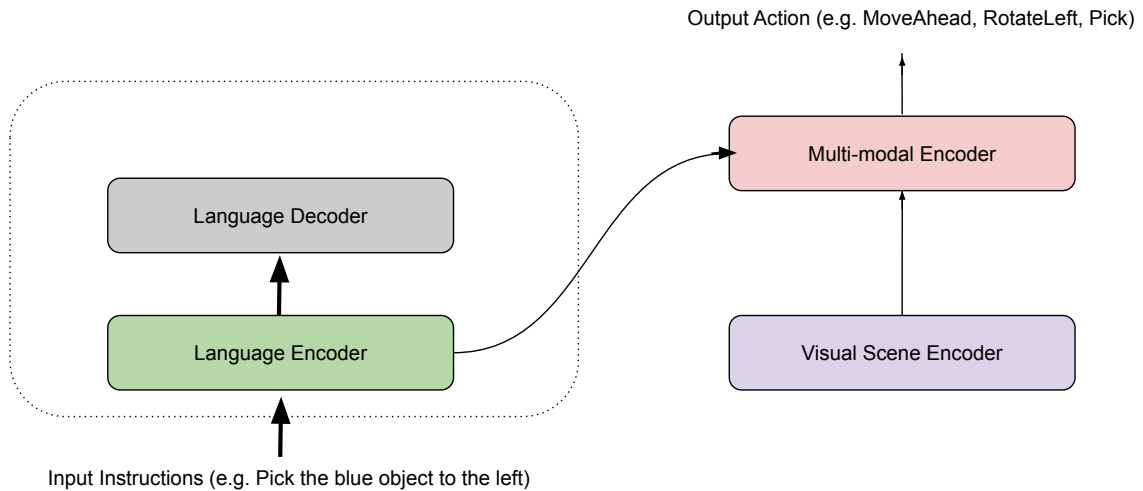 Output Action (e.g. MoveAhead, RotateLeft, Pick)
Multi-modal Encoder
Language Decoder
Language Encoder
Visual Scene Encoder
Input Instructions (e.g. Pick the blue object to the left)